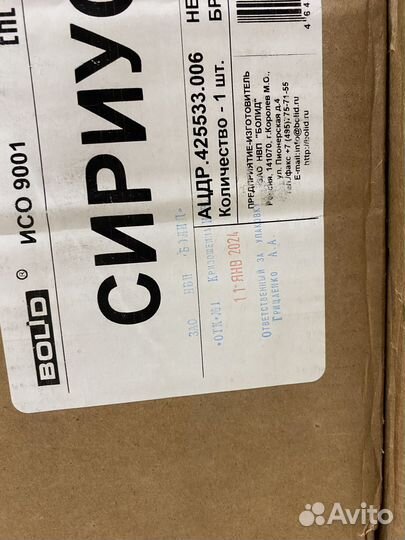 EAC
BOLID ® ИСО 9001
СИРИУС
АЦДР.425533.006
Количество - 1 шт.
ПРЕДПРИЯТИЕ-ИЗГОТОВИТЕЛЬ
ЗАО НВП "БОЛИД"
Россия, 141070, г.Королев М.О.,
ул. Пионерская д.4
Тел/факс +7 (495) 75-71-55
E-mail:info@bolid.ru
http://bolid.ru
ЗАО НВП «БОЛИД»
«ОТК-№1
11 ЯНВ 2024
Ответственный за упаковку
Грицаенко А.А.
Avito